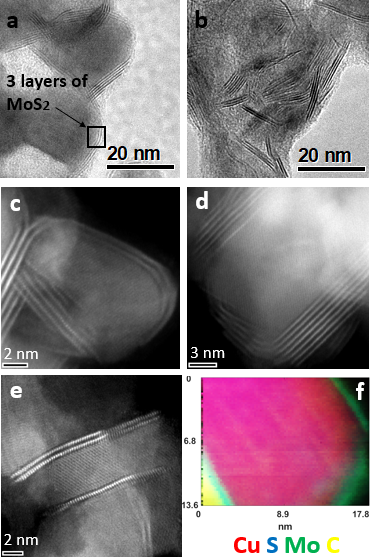 a
3 layers of
MoS2
20 nm
b
20 nm
c
2 nm
d
3 nm
e
2 nm
f
0
6.8
13.6
0 8.9 17.8
nm
Cu S Mo C